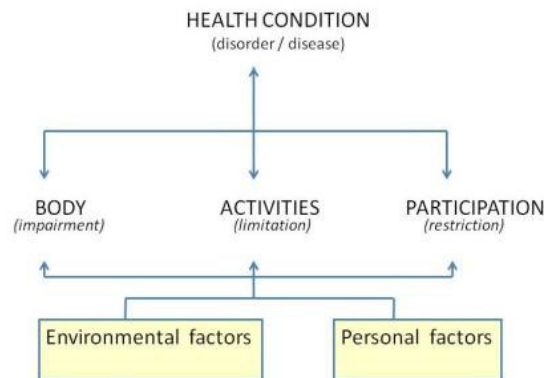 HEALTH CONDITION
(disorder / disease)
BODY
(impairment)
ACTIVITIES
(limitation)
PARTICIPATION
(restriction)
Environmental factors
Personal factors